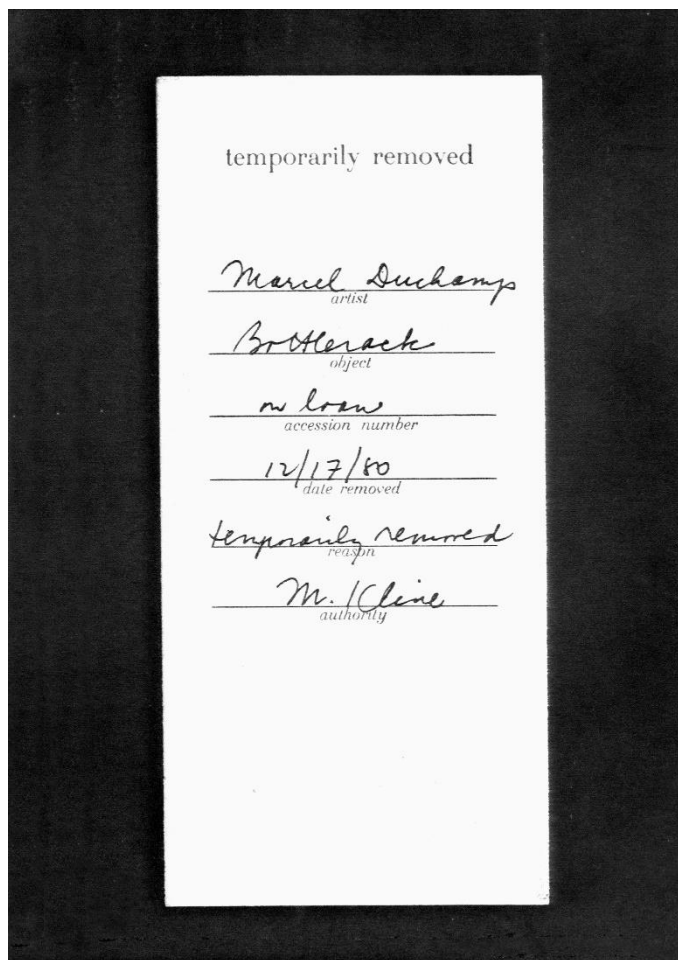 temporarily removed
Marcel Duchamp
artist
Bottlerack
object
on loan
accession number
12/17/80
date removed
temporarily removed
reason
M. Kline
authority